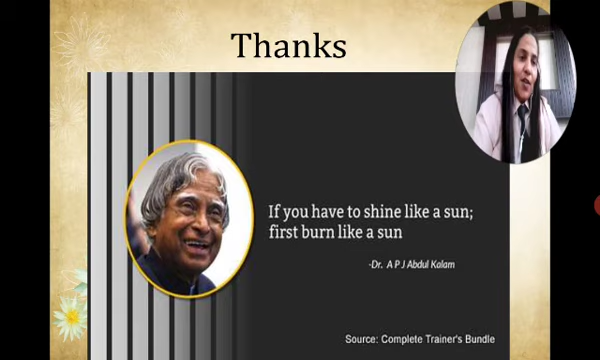 Thanks
If you have to shine like a sun;
first burn like a sun
-Dr. A P J Abdul Kalam
Source: Complete Trainer's Bundle